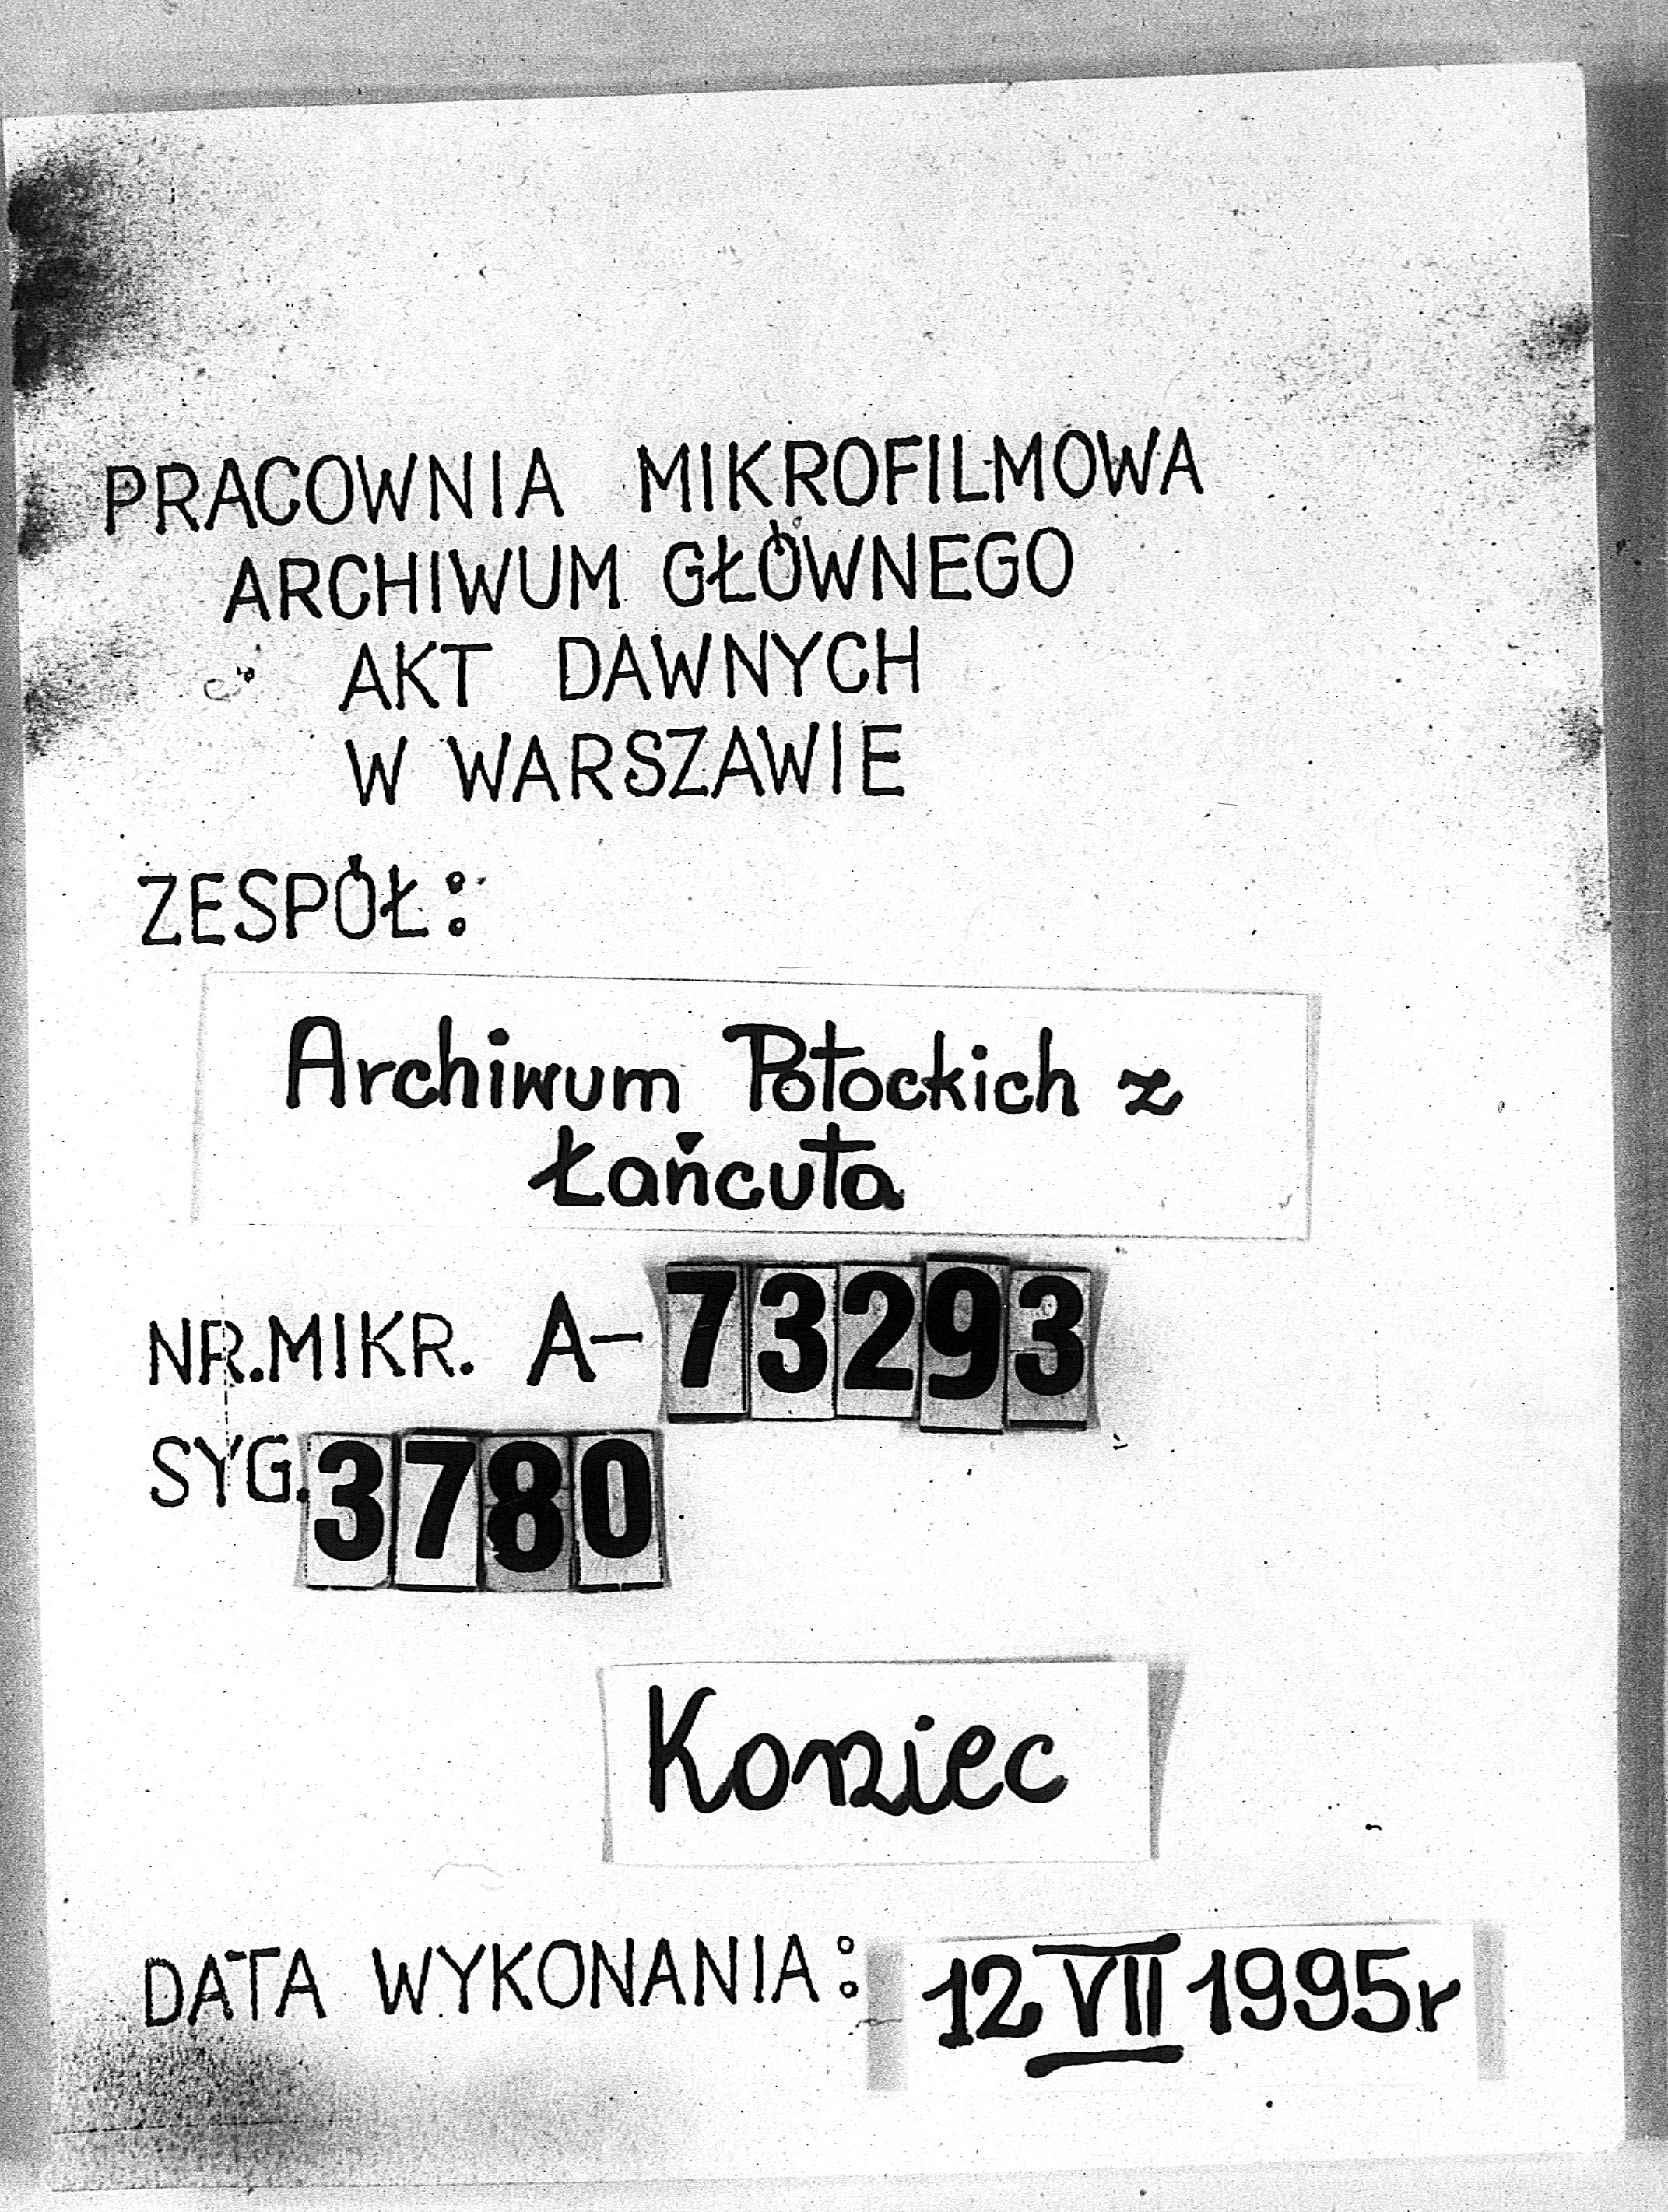 PRACOWNIA MIKROFILMOWA
ARCHIWUM GŁÓWNEGO
AKT DAWNYCH
W WARSZAWIE
ZESPÓŁ:
Archiwum Potockich z
Łańcuta
NR.MIKR. A-73293
SYG.3780
Koniec
DATA WYKONANIA: 12 VII 1995r